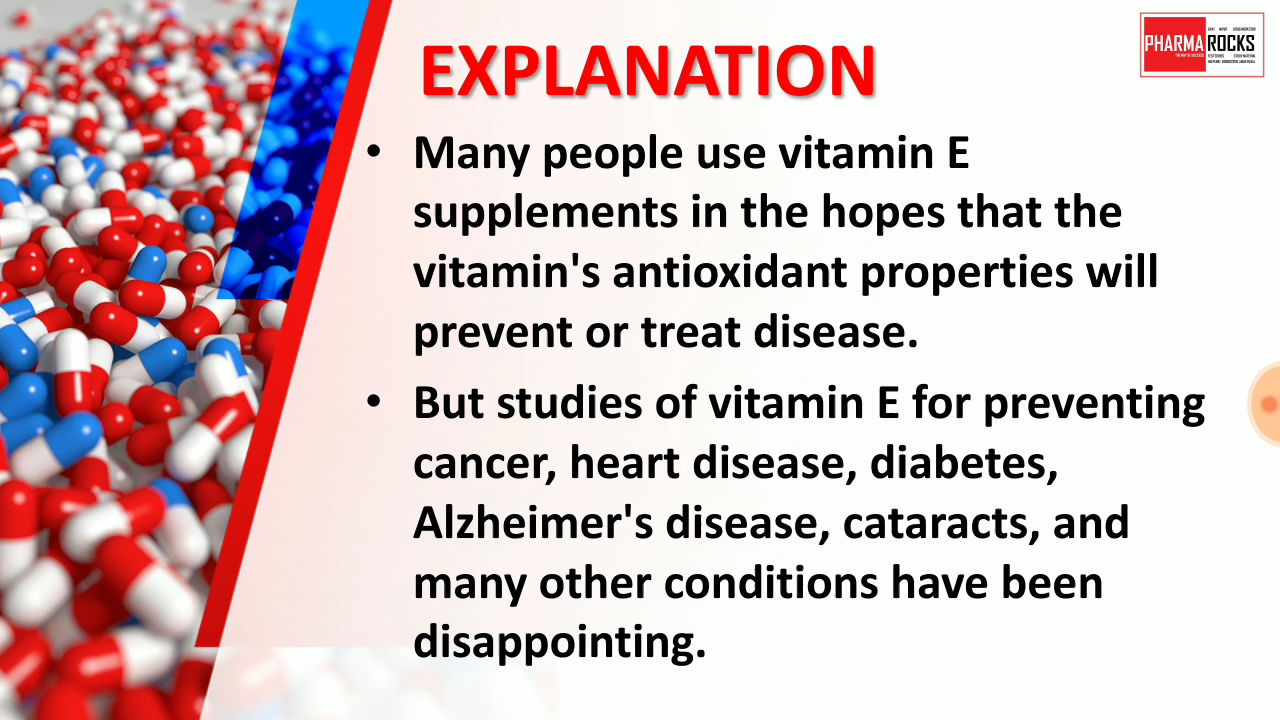 EXPLANATION
PHARMA ROCKS
• Many people use vitamin E
supplements in the hopes that the
vitamin's antioxidant properties will
prevent or treat disease.
• But studies of vitamin E for preventing
cancer, heart disease, diabetes,
Alzheimer's disease, cataracts, and
many other conditions have been
disappointing.